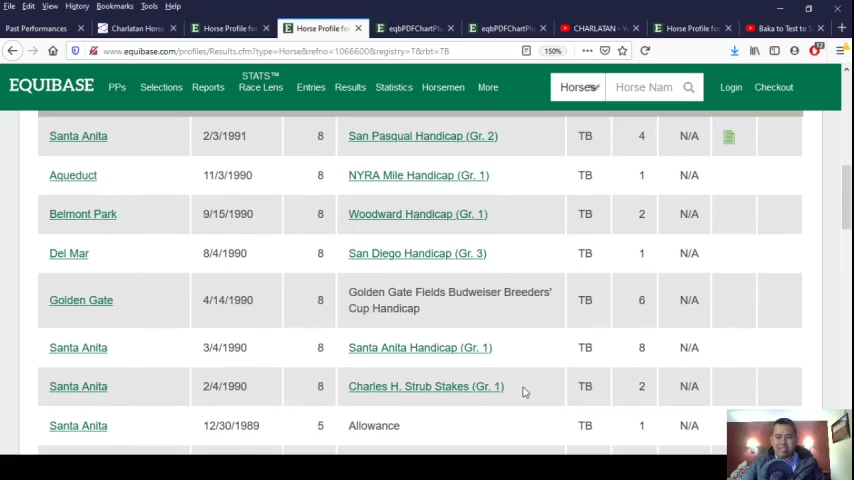 File Edit View History Bookmarks Tools Help
Past Performances Charlatan Horse Horse Profile for Horse Profile for eqbPDFChartPlu eqbPDFChartPlu CHARLATAN - Y Horse Profile for Baka to Test to S
www.equibase.com/profiles/Results.cfm?type=Horse&refno=1066600&registry=T&rbt=TB 150% 12
EQUIBASE PPs Selections Reports STATS™ Race Lens Entries Results Statistics Horsemen More Horses Horse Nam Login Checkout
Santa Anita 2/3/1991 8 San Pasqual Handicap (Gr. 2) TB 4 N/A
Aqueduct 11/3/1990 8 NYRA Mile Handicap (Gr. 1) TB 1 N/A
Belmont Park 9/15/1990 8 Woodward Handicap (Gr. 1) TB 2 N/A
Del Mar 8/4/1990 8 San Diego Handicap (Gr. 3) TB 1 N/A
Golden Gate 4/14/1990 8 Golden Gate Fields Budweiser Breeders' Cup Handicap TB 6 N/A
Santa Anita 3/4/1990 8 Santa Anita Handicap (Gr. 1) TB 8 N/A
Santa Anita 2/4/1990 8 Charles H. Strub Stakes (Gr. 1) TB 2 N/A
Santa Anita 12/30/1989 5 Allowance TB 1 N/A